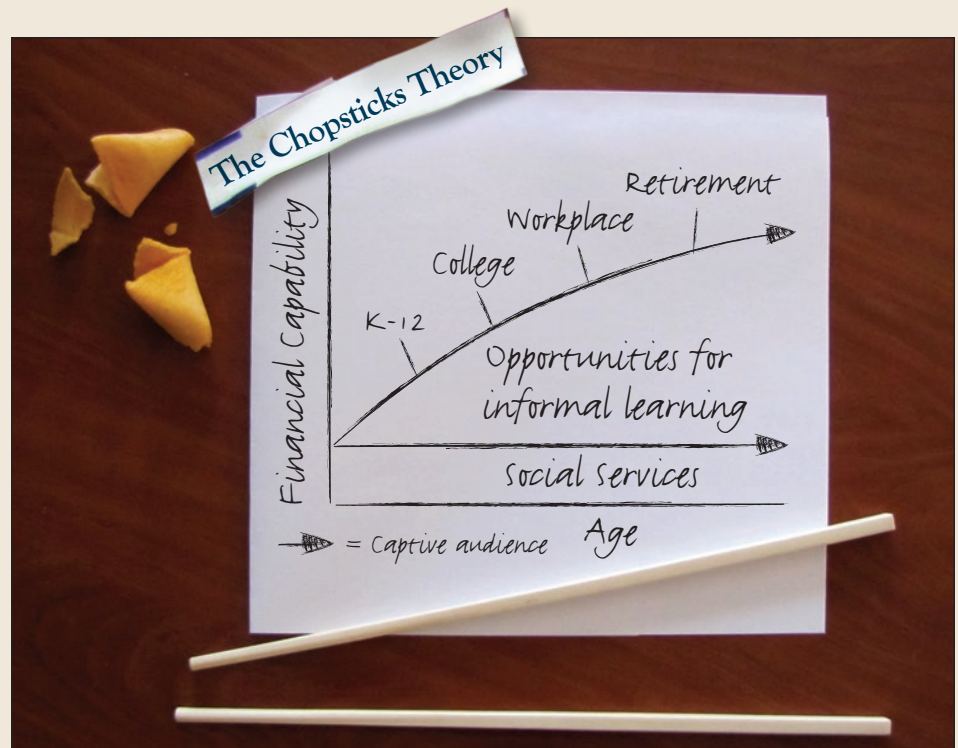 The Chopsticks Theory
Financial Capability
Retirement
Workplace
College
K-12
Opportunities for
informal learning
Social Services
Age
= Captive audience